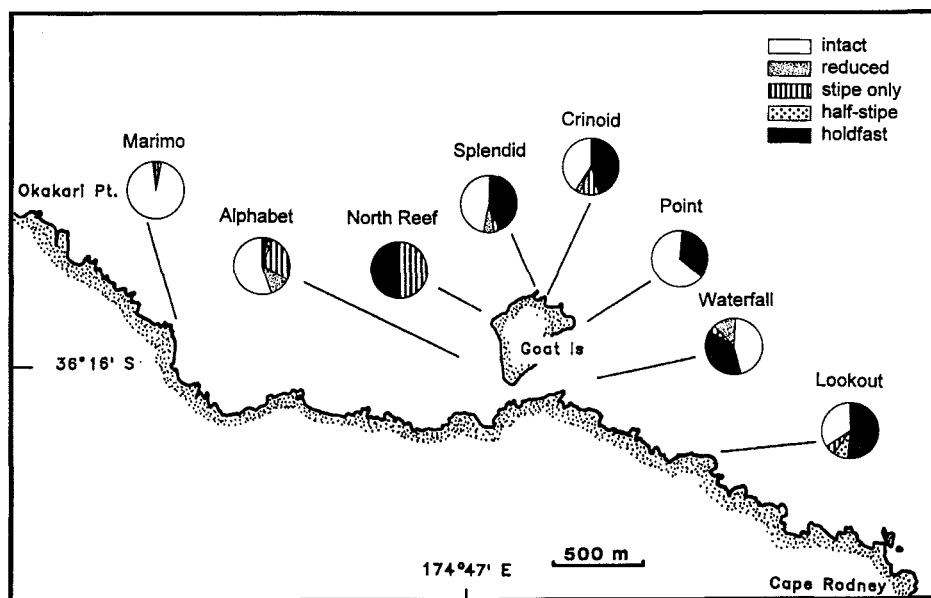 intact
reduced
stipe only
half-stipe
holdfast
Crinoid
Marimo
Splendid
Okakari Pt.
Alphabet
North Reef
Point
Waterfall
Goat Is
36°16' S
Lookout
500 m
174°47' E
Cape Rodney